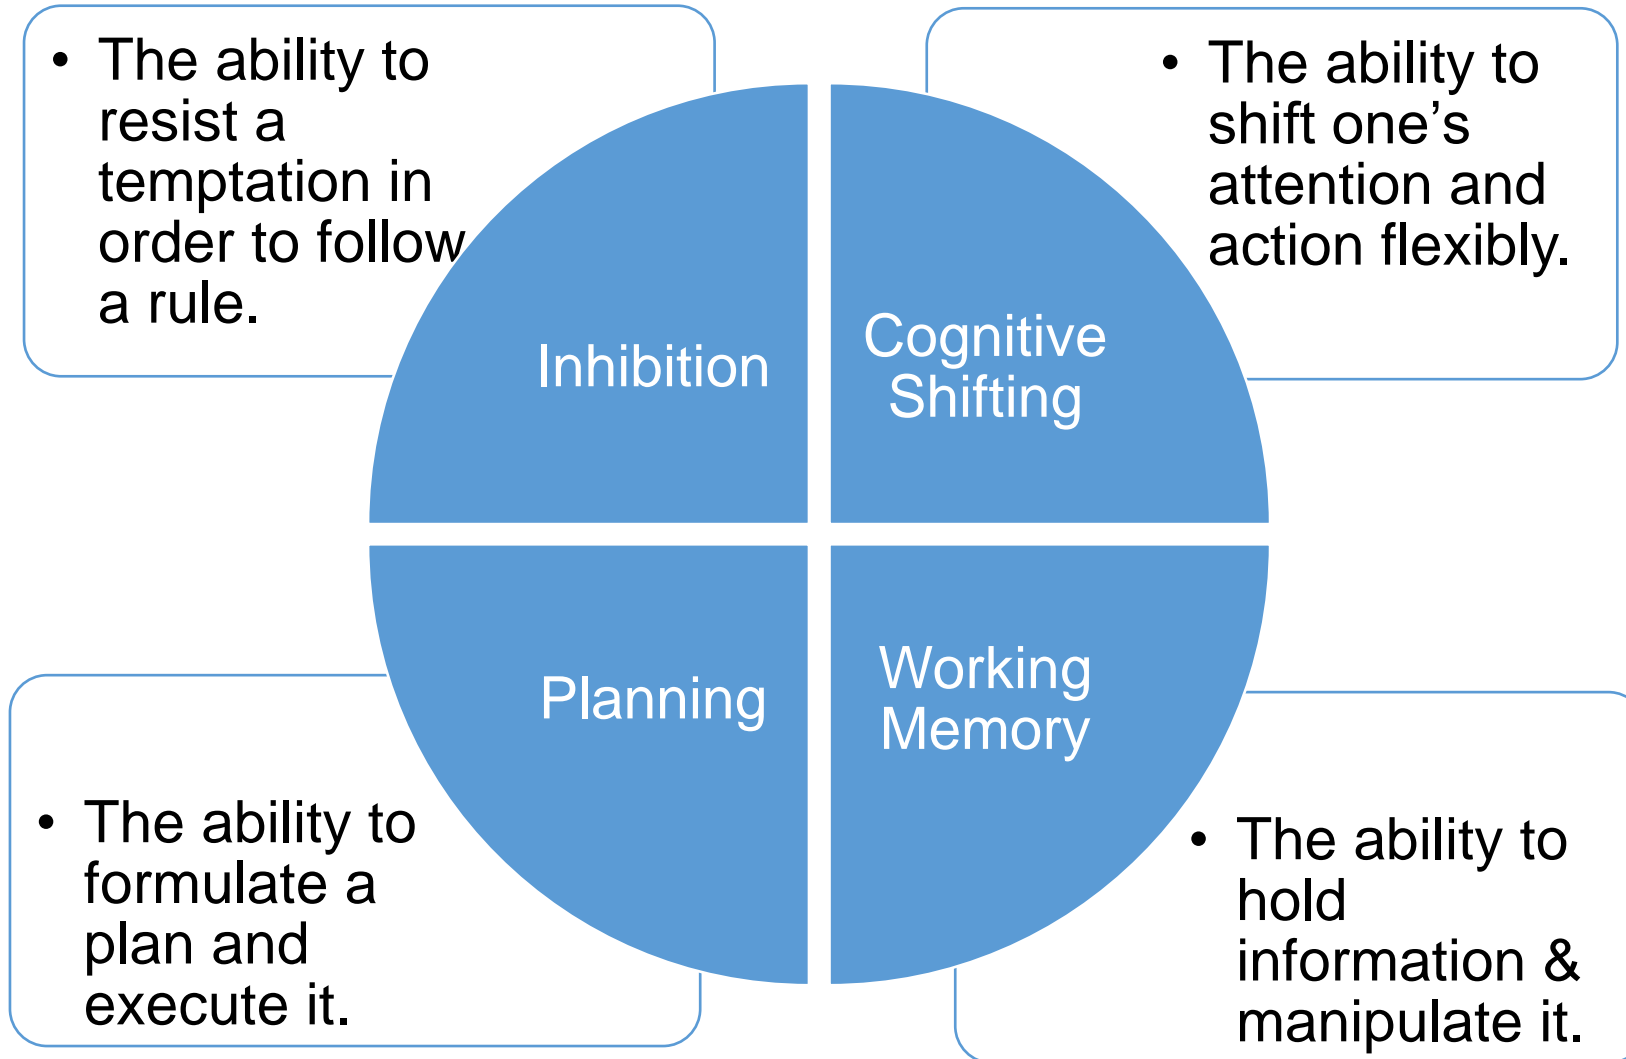 • The ability to
resist a
temptation in
order to follow
a rule.
• The ability to
shift one’s
attention and
action flexibly.
Inhibition
Cognitive
Shifting
Planning
Working
Memory
• The ability to
formulate a
plan and
execute it.
• The ability to
hold
information &
manipulate it.